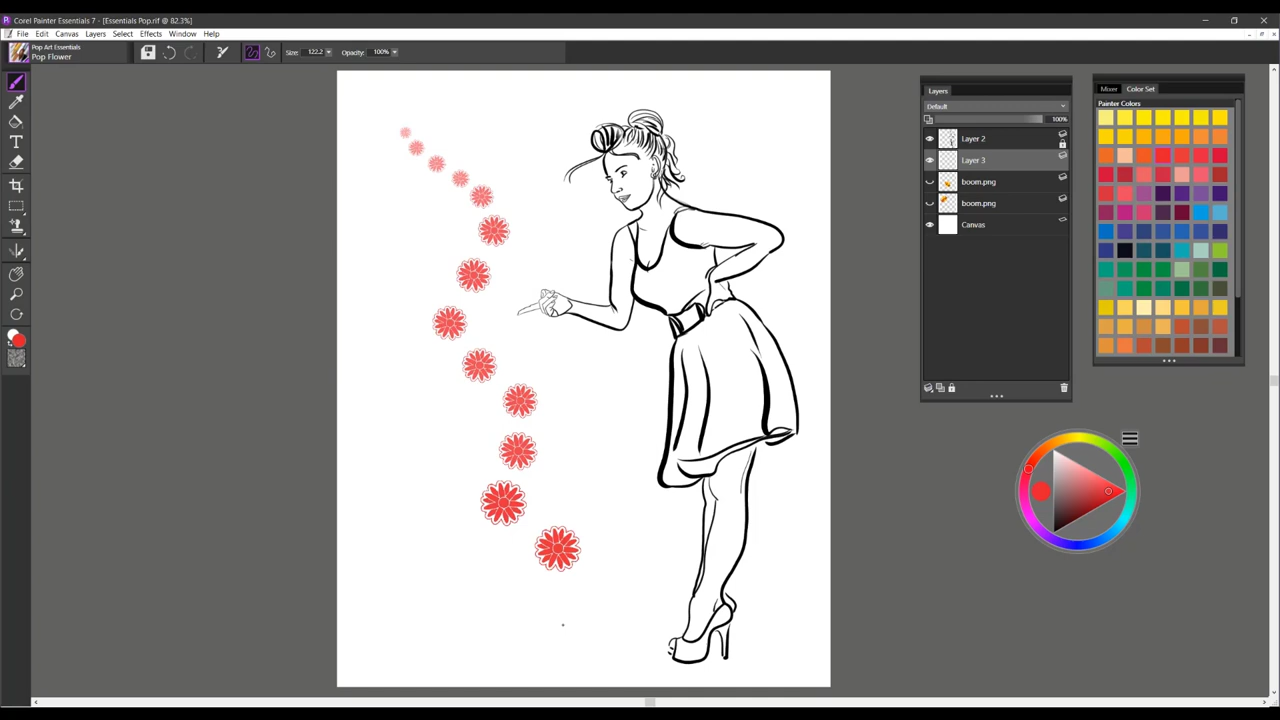 Corel Painter Essentials 7 - [Essentials Pop.rif @ 82.3%]
File Edit Canvas Layers Select Effects Window Help
Pop Art Essentials
Pop Flower
Size: 122.2 Opacity: 100%
Layers
Default
100%
Layer 2
Layer 3
boom.png
boom.png
Canvas
Mixer Color Set
Painter Colors